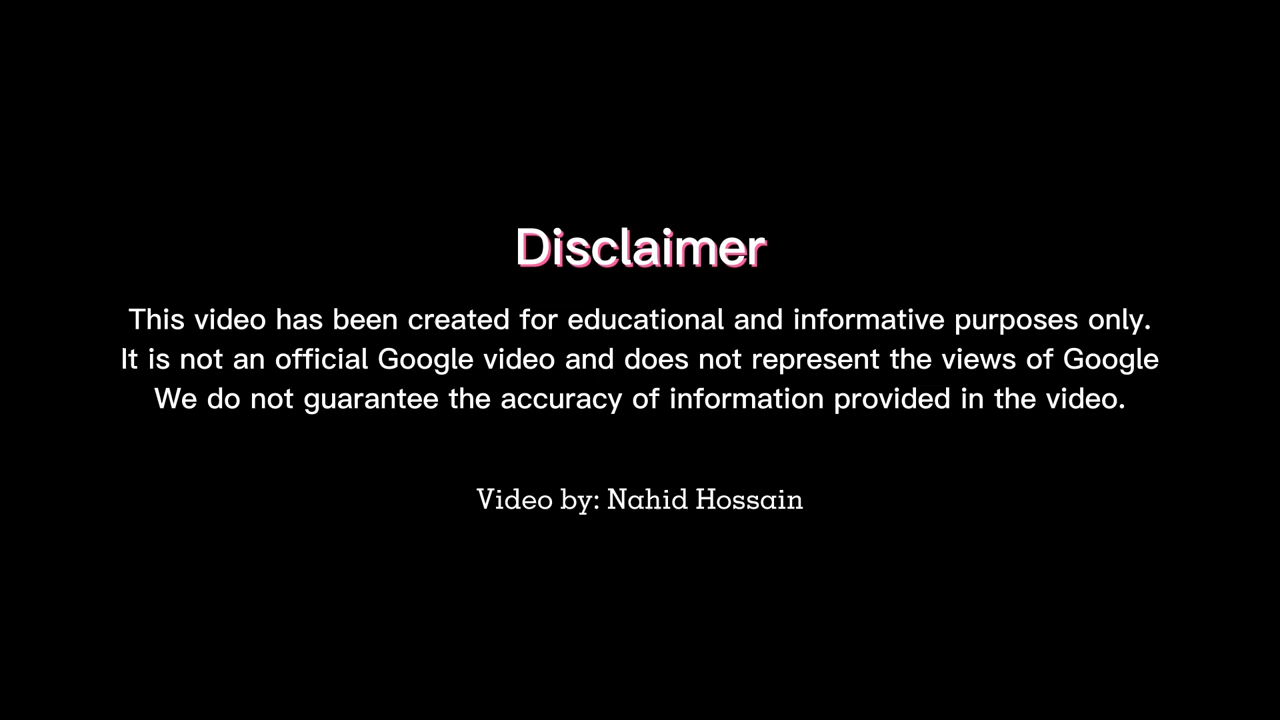 Disclaimer
This video has been created for educational and informative purposes only.
It is not an official Google video and does not represent the views of Google
We do not guarantee the accuracy of information provided in the video.
Video by: Nahid Hossain